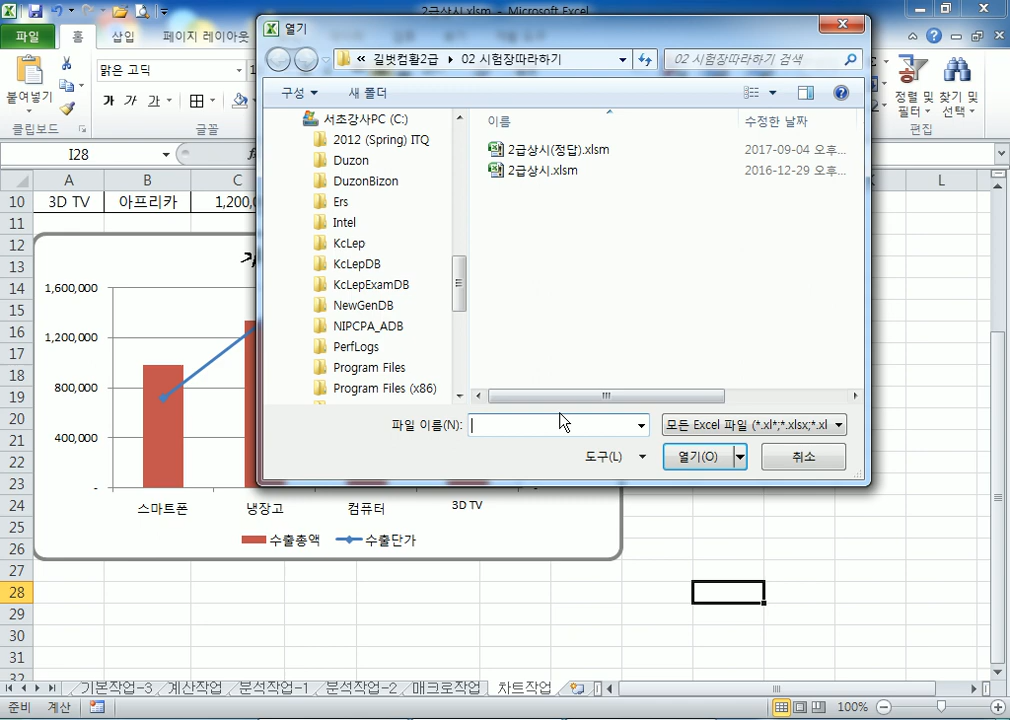 2급상시.xlsm - Microsoft Excel
파일
홈
삽입
페이지 레이아웃
붙여넣기
클립보드
맑은 고딕
가 가 가
글꼴
정렬 및
필터
찾기 및
선택
편집
I28
A B C L
10 3D TV 아프리카 1,200,
11
12
13
14
15
16
17
18
19
20
21
22
23
24
25
26
27
28
29
30
31
32
1,600,000
1,200,000
800,000
400,000
-
스마트폰 냉장고 컴퓨터 3D TV
수출총액 수출단가
열기
« 길벗컴활2급 ▸ 02 시험장따라하기
02 시험장따라하기 검색
구성 새 폴더
서초강사PC (C:)
2012 (Spring) ITQ
Duzon
DuzonBizon
Ers
Intel
KcLep
KcLepDB
KcLepExamDB
NewGenDB
NIPCPA_ADB
PerfLogs
Program Files
Program Files (x86)
이름 수정한 날짜
2급상시(정답).xlsm 2017-09-04 오후...
2급상시.xlsm 2016-12-29 오후...
파일 이름(N):
모든 Excel 파일 (*.xl*;*.xlsx;*.xl
도구(L) 열기(O) 취소
기본작업-3 계산작업 분석작업-1 분석작업-2 매크로작업 차트작업
준비 계산 100%